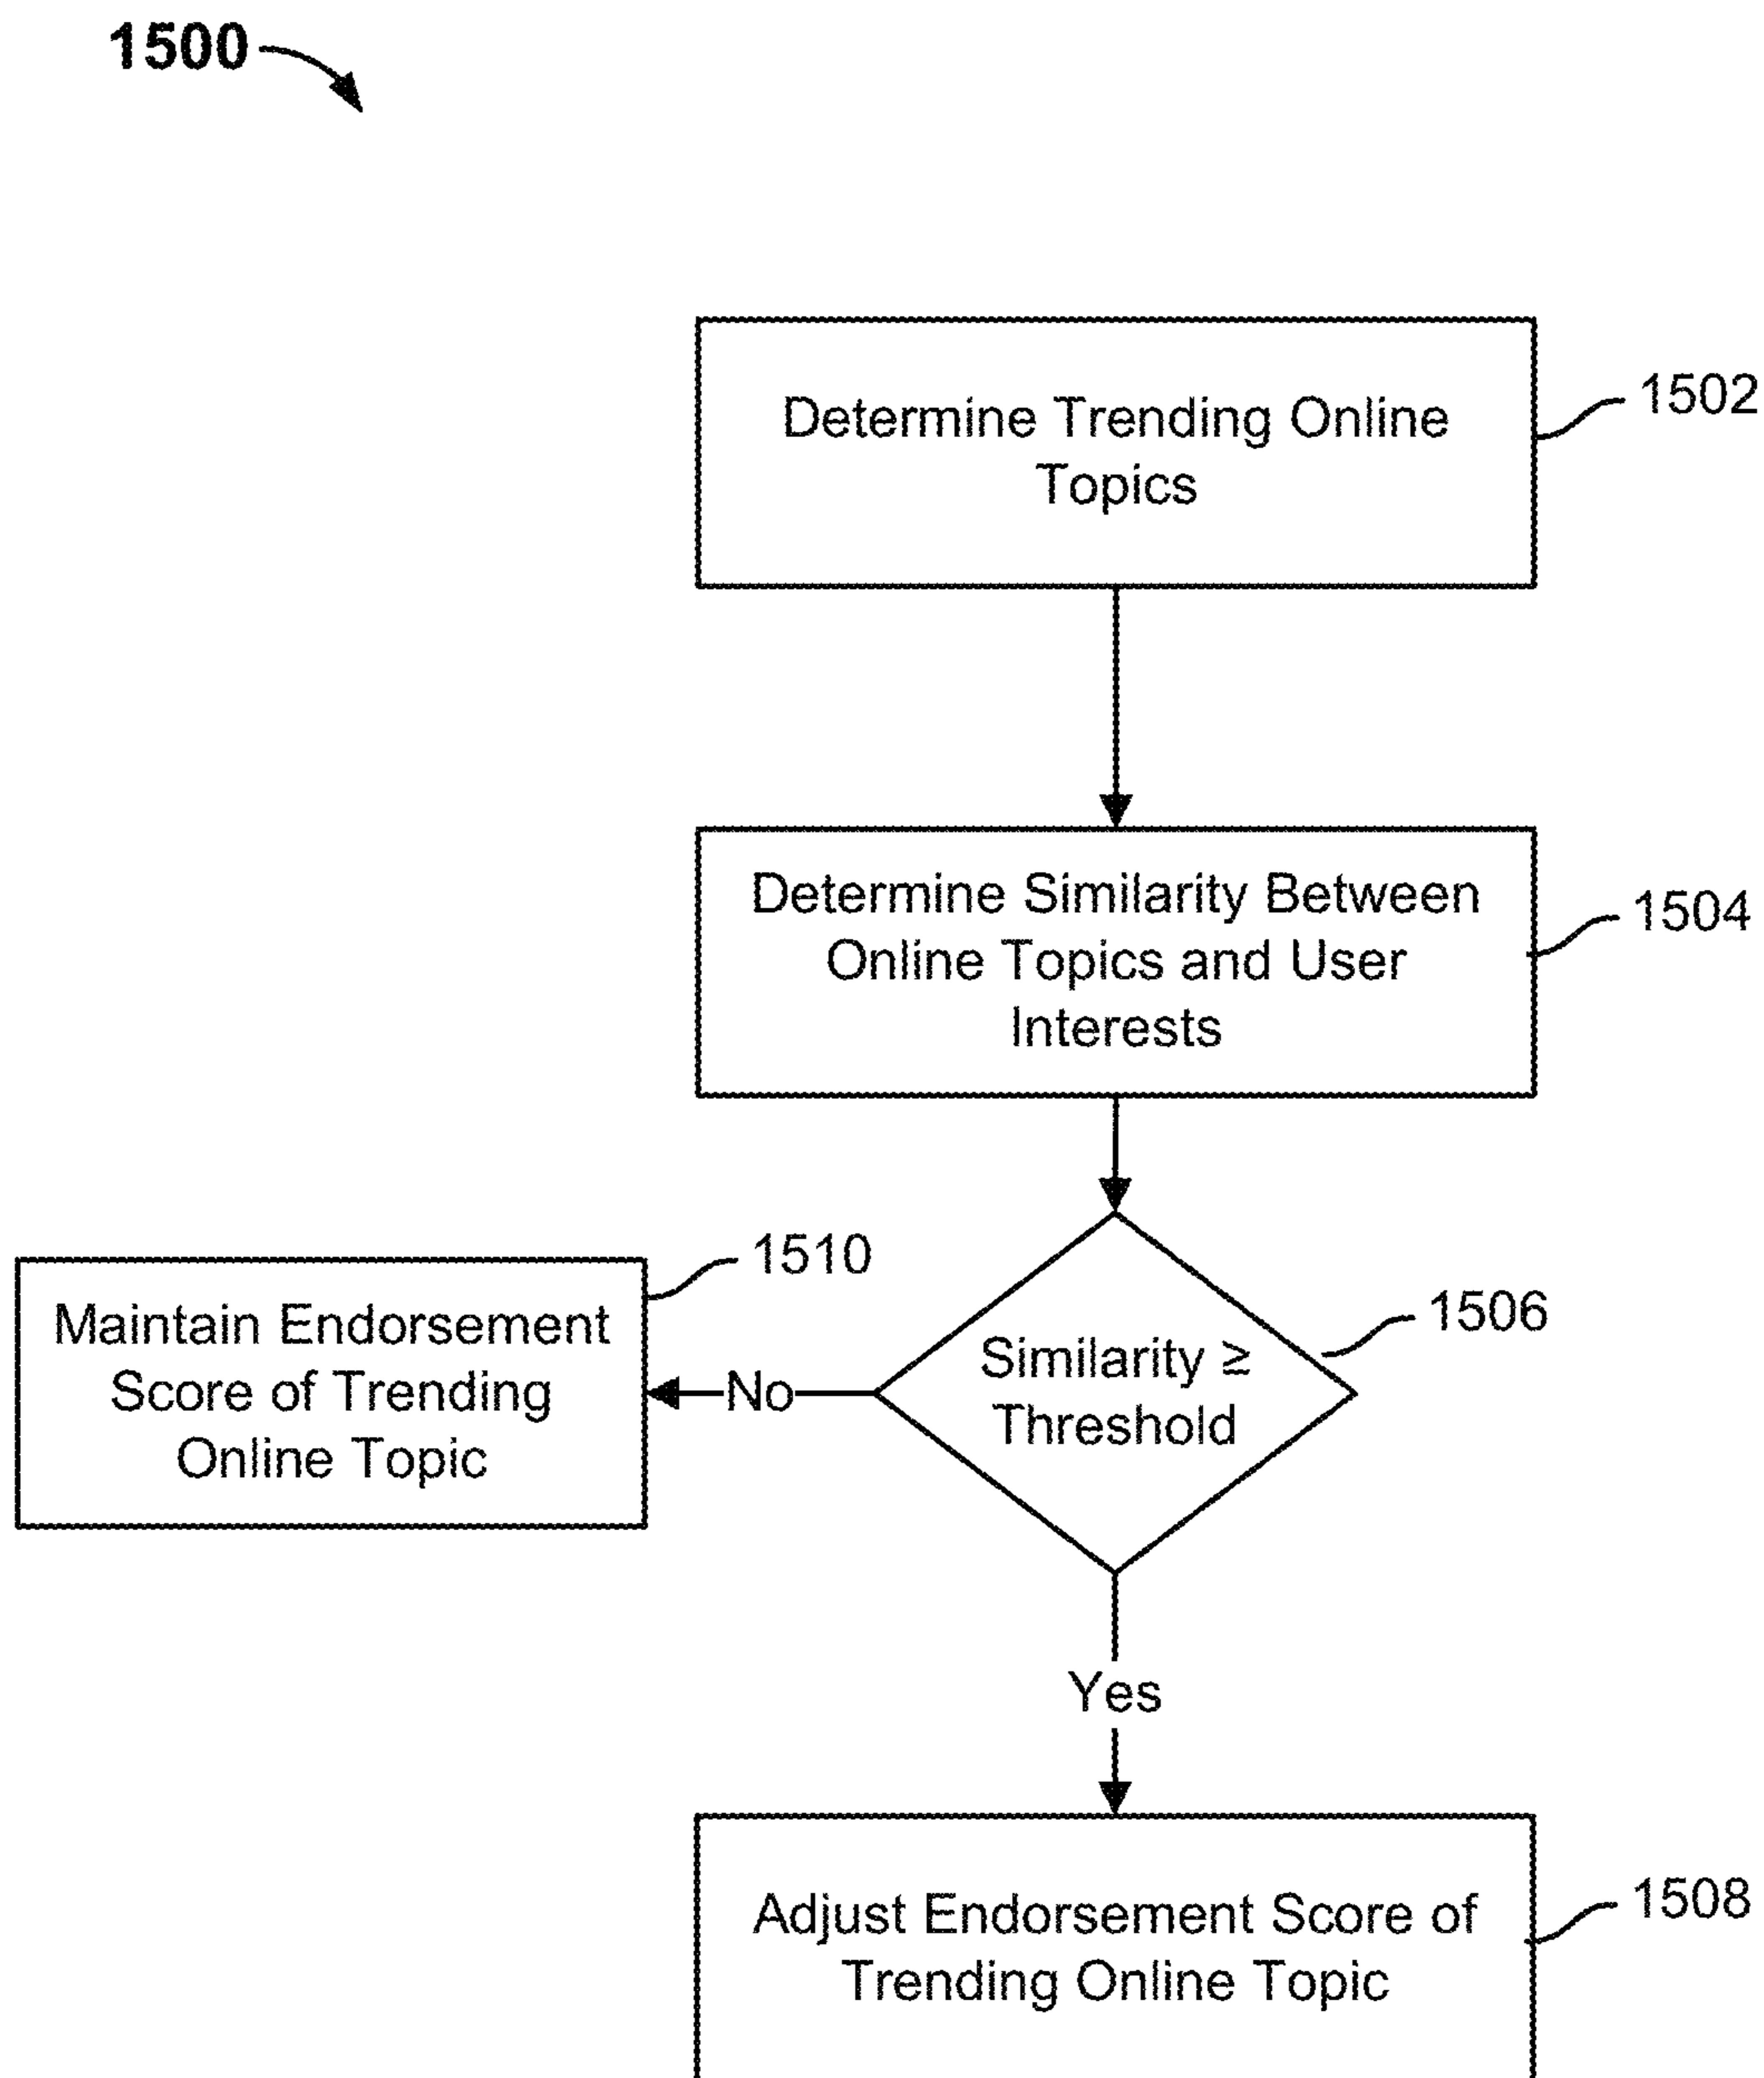 1500
Determine Trending Online
Topics
1502
Determine Similarity Between
Online Topics and User
Interests
1504
1510
Maintain Endorsement
Score of Trending
Online Topic
No
Similarity ≥
Threshold
1506
Yes
Adjust Endorsement Score of
Trending Online Topic
1508